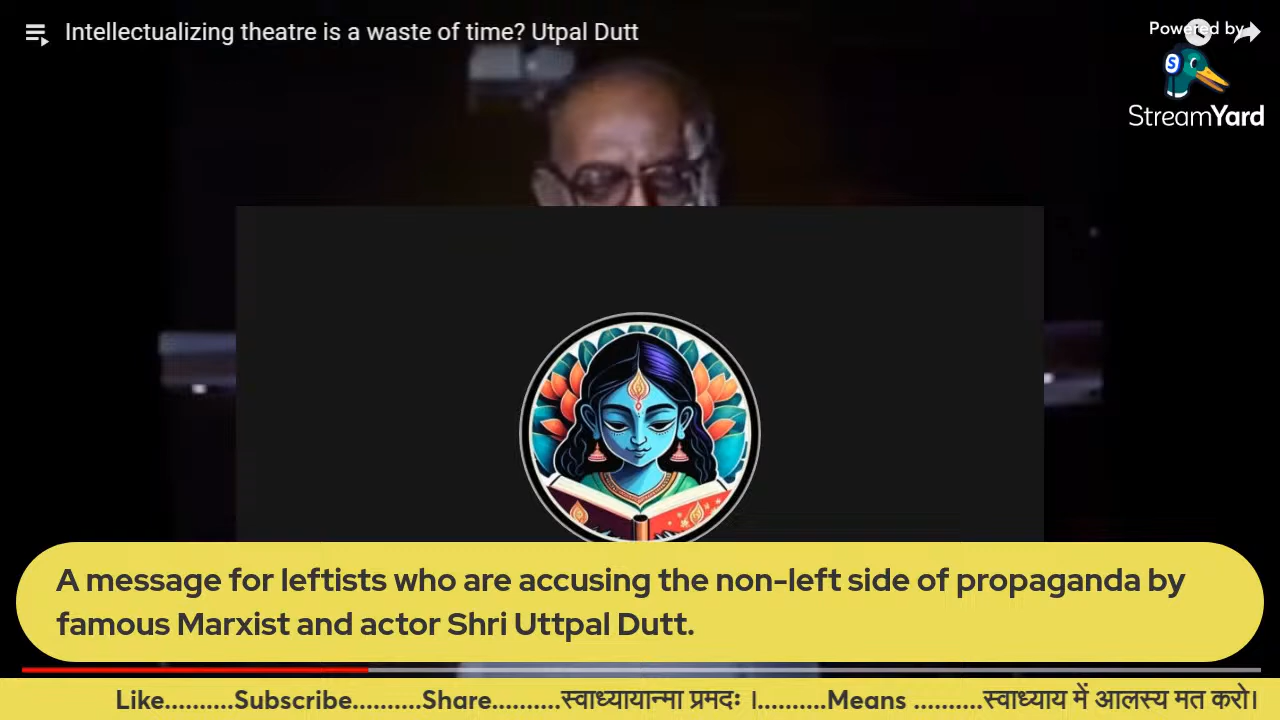 Intellectualizing theatre is a waste of time? Utpal Dutt
Powered by
S
StreamYard
A message for leftists who are accusing the non-left side of propaganda by
famous Marxist and actor Shri Uttpal Dutt.
Like..........Subscribe..........Share..........स्वाध्यायान्मा प्रमदः ।..........Means ..........स्वाध्याय में आलस्य मत करो।